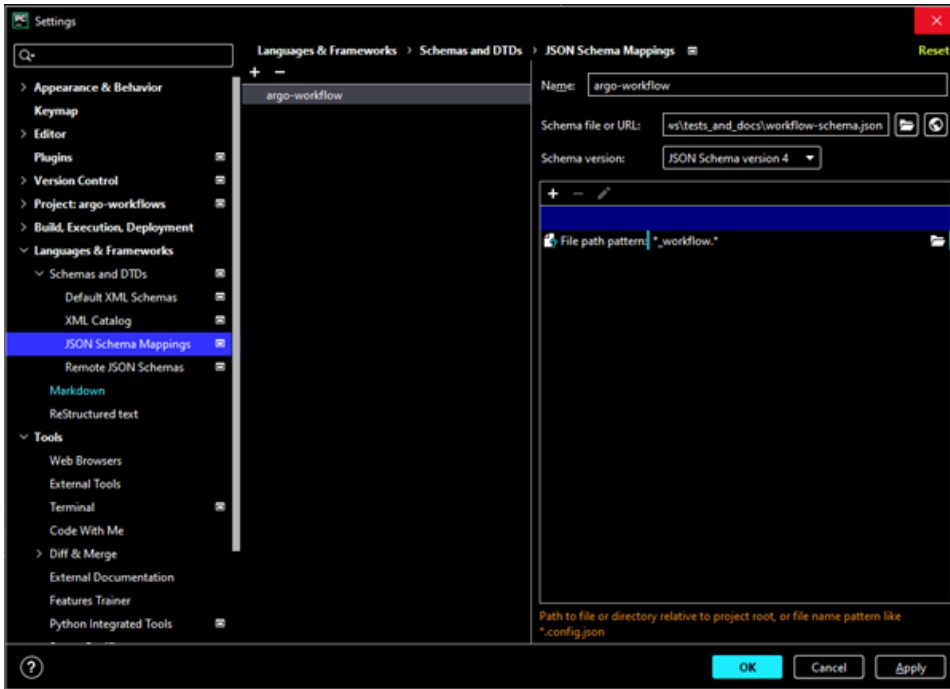 PC
Settings
Appearance & Behavior
Keymap
Editor
Plugins
Version Control
Project: argo-workflows
Build, Execution, Deployment
Languages & Frameworks
Schemas and DTDs
Default XML Schemas
XML Catalog
JSON Schema Mappings
Remote JSON Schemas
Markdown
ReStructured text
Tools
Web Browsers
External Tools
Terminal
Code With Me
Diff & Merge
External Documentation
Features Trainer
Python Integrated Tools
Languages & Frameworks > Schemas and DTDs > JSON Schema Mappings
Reset
argo-workflow
Name: argo-workflow
Schema file or URL: vs\tests_and_docs\workflow-schema.json
Schema version: JSON Schema version 4
File path pattern: *_workflow.*
Path to file or directory relative to project root, or file name pattern like
*.config.json
? OK Cancel Apply